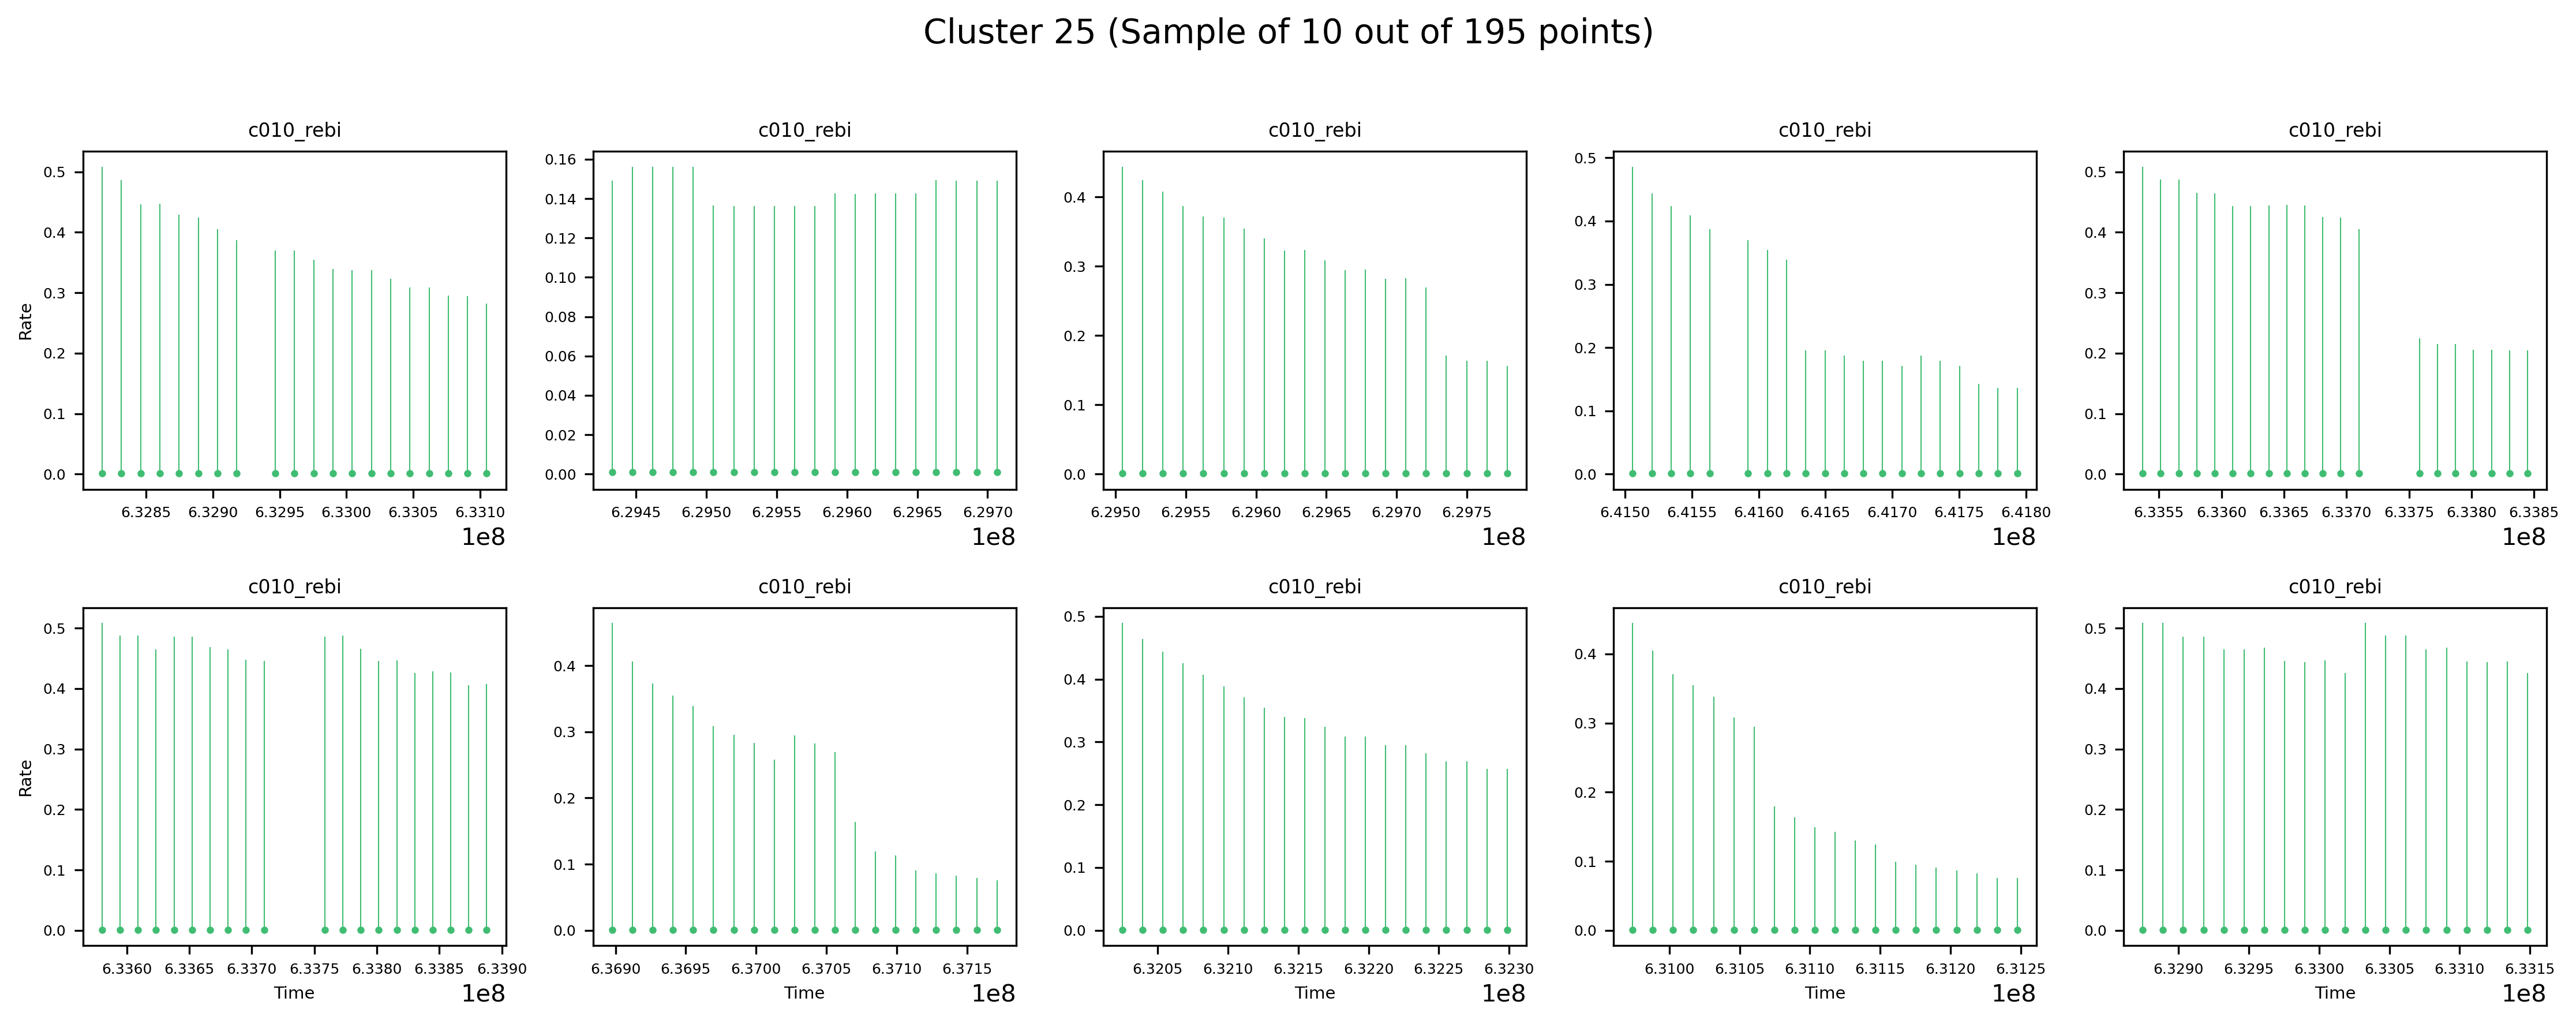 Cluster 25 (Sample of 10 out of 195 points)
c010_rebi c010_rebi c010_rebi c010_rebi c010_rebi
Rate
0.5 0.4 0.3 0.2 0.1 0.0
6.3285 6.3290 6.3295 6.3300 6.3305 6.3310
1e8
0.16 0.14 0.12 0.10 0.08 0.06 0.04 0.02 0.00
6.2945 6.2950 6.2955 6.2960 6.2965 6.2970
1e8
0.4 0.3 0.2 0.1 0.0
6.2950 6.2955 6.2960 6.2965 6.2970 6.2975
1e8
0.5 0.4 0.3 0.2 0.1 0.0
6.4150 6.4155 6.4160 6.4165 6.4170 6.4175 6.4180
1e8
0.5 0.4 0.3 0.2 0.1 0.0
6.3355 6.3360 6.3365 6.3370 6.3375 6.3380 6.3385
1e8
c010_rebi c010_rebi c010_rebi c010_rebi c010_rebi
Rate
0.5 0.4 0.3 0.2 0.1 0.0
6.3360 6.3365 6.3370 6.3375 6.3380 6.3385 6.3390
Time 1e8
0.4 0.3 0.2 0.1 0.0
6.3690 6.3695 6.3700 6.3705 6.3710 6.3715
Time 1e8
0.5 0.4 0.3 0.2 0.1 0.0
6.3205 6.3210 6.3215 6.3220 6.3225 6.3230
Time 1e8
0.4 0.3 0.2 0.1 0.0
6.3100 6.3105 6.3110 6.3115 6.3120 6.3125
Time 1e8
0.5 0.4 0.3 0.2 0.1 0.0
6.3290 6.3295 6.3300 6.3305 6.3310 6.3315
Time 1e8